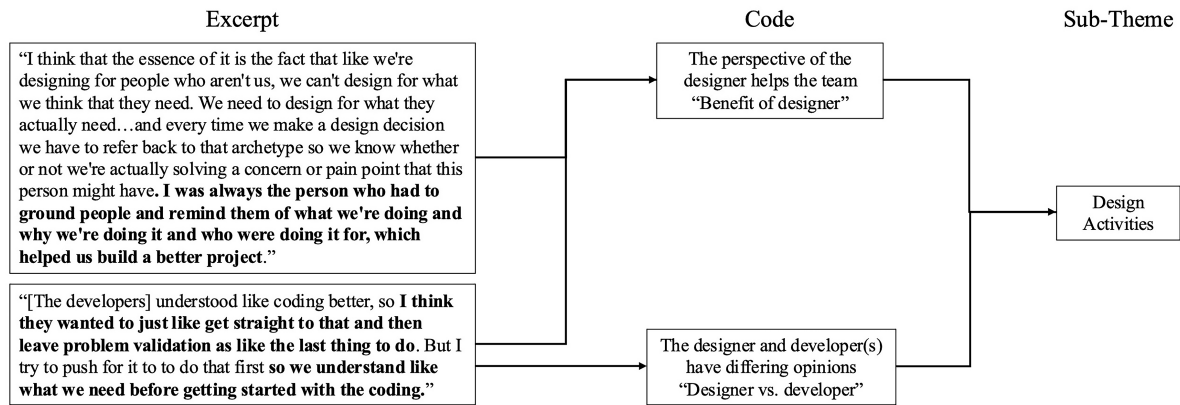 Excerpt
Code
Sub-Theme
“I think that the essence of it is the fact that like we're
designing for people who aren't us, we can't design for what
we think that they need. We need to design for what they
actually need…and every time we make a design decision
we have to refer back to that archetype so we know whether
or not we're actually solving a concern or pain point that this
person might have. I was always the person who had to
ground people and remind them of what we're doing and
why we're doing it and who were doing it for, which
helped us build a better project.”
“[The developers] understood like coding better, so I think
they wanted to just like get straight to that and then
leave problem validation as like the last thing to do. But I
try to push for it to to do that first so we understand like
what we need before getting started with the coding.”
The perspective of the
designer helps the team
“Benefit of designer”
The designer and developer(s)
have differing opinions
“Designer vs. developer”
Design
Activities